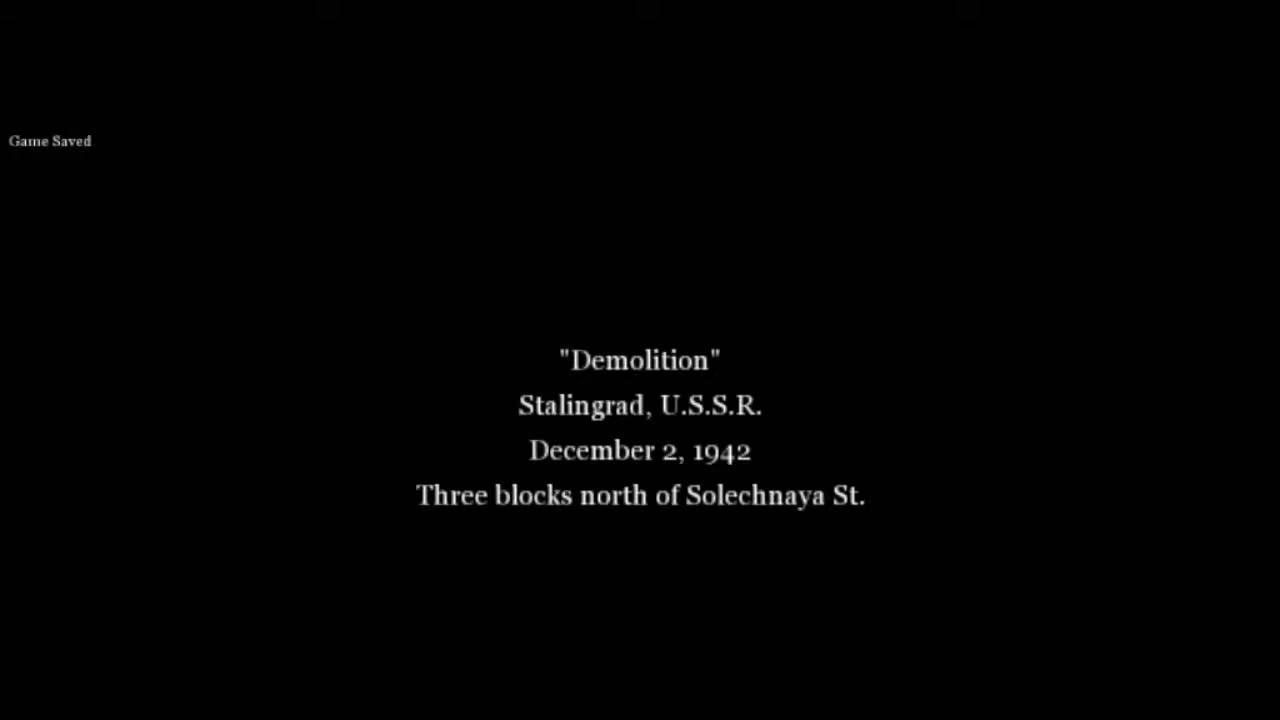 Game Saved
"Demolition"
Stalingrad, U.S.S.R.
December 2, 1942
Three blocks north of Solechnaya St.